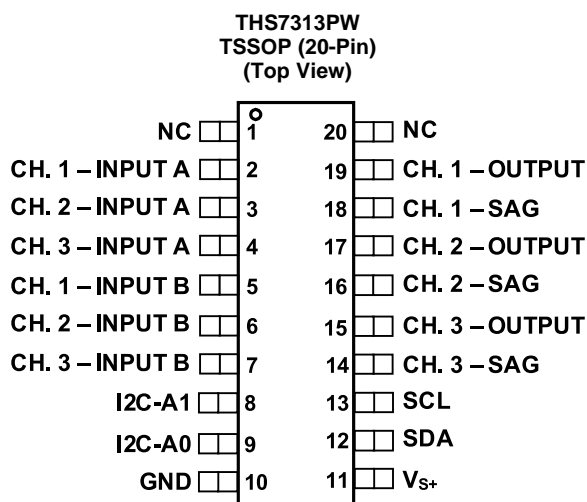 THS7313PW
TSSOP (20-Pin)
(Top View)
NC 1 20 NC
CH. 1 – INPUT A 2 19 CH. 1 – OUTPUT
CH. 2 – INPUT A 3 18 CH. 1 – SAG
CH. 3 – INPUT A 4 17 CH. 2 – OUTPUT
CH. 1 – INPUT B 5 16 CH. 2 – SAG
CH. 2 – INPUT B 6 15 CH. 3 – OUTPUT
CH. 3 – INPUT B 7 14 CH. 3 – SAG
I2C-A1 8 13 SCL
I2C-A0 9 12 SDA
GND 10 11 VS+